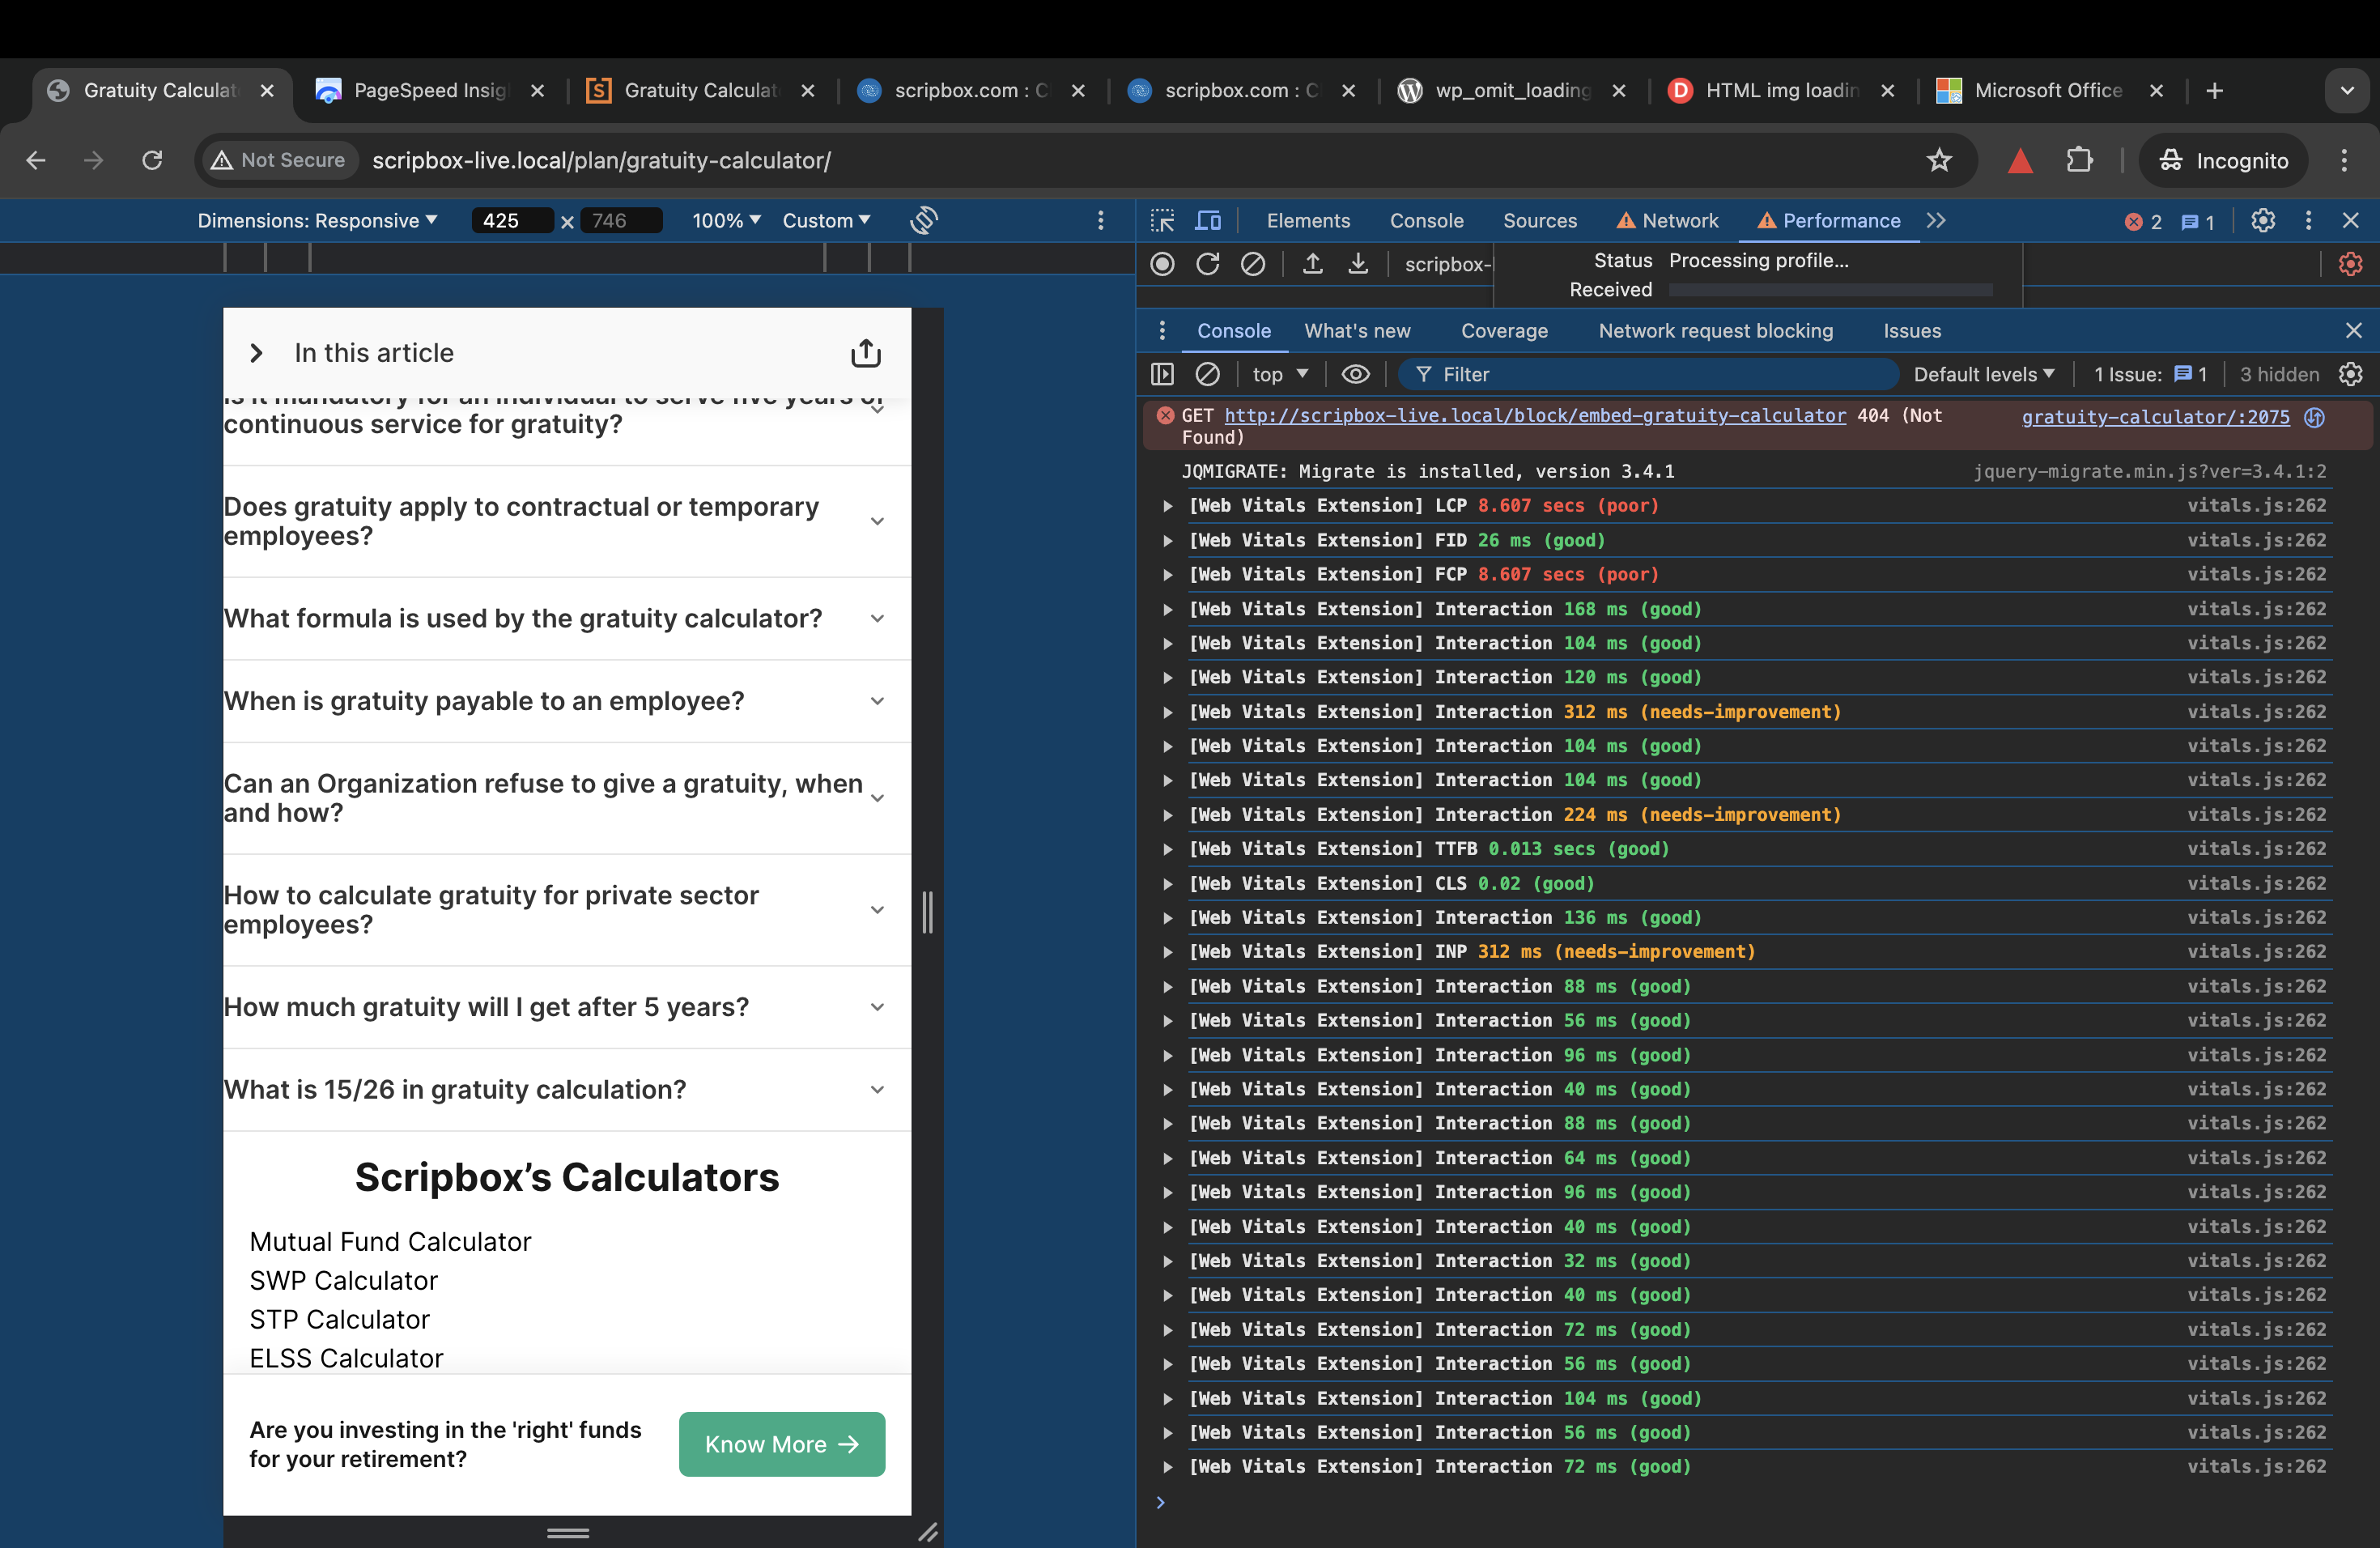 Gratuity Calculat
PageSpeed Insig
Gratuity Calculat
scripbox.com : C
scripbox.com : C
wp_omit_loading
HTML img loadin
Microsoft Office
Not Secure
scripbox-live.local/plan/gratuity-calculator/
Incognito
Dimensions: Responsive
425 × 746
100%
Custom
Elements
Console
Sources
Network
Performance
2
1
scripbox-
Status Processing profile...
Received
Console
What's new
Coverage
Network request blocking
Issues
top
Filter
Default levels
1 Issue: 1
3 hidden
In this article
Is it mandatory for an individual to serve five years of
continuous service for gratuity?
Does gratuity apply to contractual or temporary
employees?
What formula is used by the gratuity calculator?
When is gratuity payable to an employee?
Can an Organization refuse to give a gratuity, when
and how?
How to calculate gratuity for private sector
employees?
How much gratuity will I get after 5 years?
What is 15/26 in gratuity calculation?
Scripbox’s Calculators
Mutual Fund Calculator
SWP Calculator
STP Calculator
ELSS Calculator
Are you investing in the 'right' funds
for your retirement?
Know More →
GET http://scripbox-live.local/block/embed-gratuity-calculator 404 (Not gratuity-calculator/:2075
Found)
JQMIGRATE: Migrate is installed, version 3.4.1 jquery-migrate.min.js?ver=3.4.1:2
[Web Vitals Extension] LCP 8.607 secs (poor) vitals.js:262
[Web Vitals Extension] FID 26 ms (good) vitals.js:262
[Web Vitals Extension] FCP 8.607 secs (poor) vitals.js:262
[Web Vitals Extension] Interaction 168 ms (good) vitals.js:262
[Web Vitals Extension] Interaction 104 ms (good) vitals.js:262
[Web Vitals Extension] Interaction 120 ms (good) vitals.js:262
[Web Vitals Extension] Interaction 312 ms (needs-improvement) vitals.js:262
[Web Vitals Extension] Interaction 104 ms (good) vitals.js:262
[Web Vitals Extension] Interaction 104 ms (good) vitals.js:262
[Web Vitals Extension] Interaction 224 ms (needs-improvement) vitals.js:262
[Web Vitals Extension] TTFB 0.013 secs (good) vitals.js:262
[Web Vitals Extension] CLS 0.02 (good) vitals.js:262
[Web Vitals Extension] Interaction 136 ms (good) vitals.js:262
[Web Vitals Extension] INP 312 ms (needs-improvement) vitals.js:262
[Web Vitals Extension] Interaction 88 ms (good) vitals.js:262
[Web Vitals Extension] Interaction 56 ms (good) vitals.js:262
[Web Vitals Extension] Interaction 96 ms (good) vitals.js:262
[Web Vitals Extension] Interaction 40 ms (good) vitals.js:262
[Web Vitals Extension] Interaction 88 ms (good) vitals.js:262
[Web Vitals Extension] Interaction 64 ms (good) vitals.js:262
[Web Vitals Extension] Interaction 96 ms (good) vitals.js:262
[Web Vitals Extension] Interaction 40 ms (good) vitals.js:262
[Web Vitals Extension] Interaction 32 ms (good) vitals.js:262
[Web Vitals Extension] Interaction 40 ms (good) vitals.js:262
[Web Vitals Extension] Interaction 72 ms (good) vitals.js:262
[Web Vitals Extension] Interaction 56 ms (good) vitals.js:262
[Web Vitals Extension] Interaction 104 ms (good) vitals.js:262
[Web Vitals Extension] Interaction 56 ms (good) vitals.js:262
[Web Vitals Extension] Interaction 72 ms (good) vitals.js:262